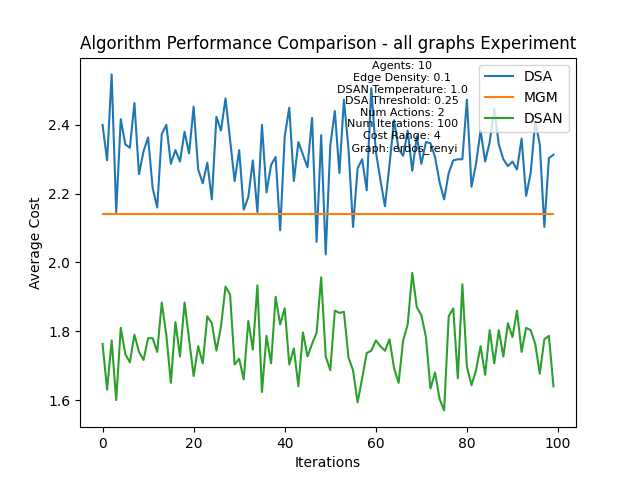 Algorithm Performance Comparison - all graphs Experiment
Agents: 10
Edge Density: 0.1
DSAN Temperature: 1.0
DSA Threshold: 0.25
Num Actions: 2
Num Iterations: 100
Cost Range: 4
Graph: erdos_renyi
DSA
MGM
DSAN
Average Cost
2.4
2.2
2.0
1.8
1.6
0
20
40
60
80
100
Iterations